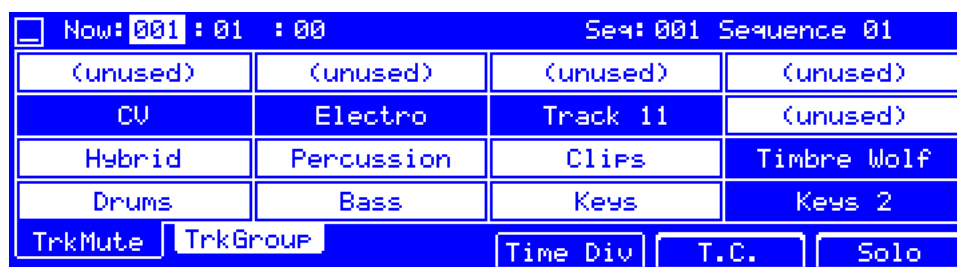 Now: 001 : 01 : 00 Seq: 001 Sequence 01
(unused) (unused) (unused) (unused)
CV Electro Track 11 (unused)
Hybrid Percussion Clips Timbre Wolf
Drums Bass Keys Keys 2
TrkMute TrkGroup Time Div T.C. Solo